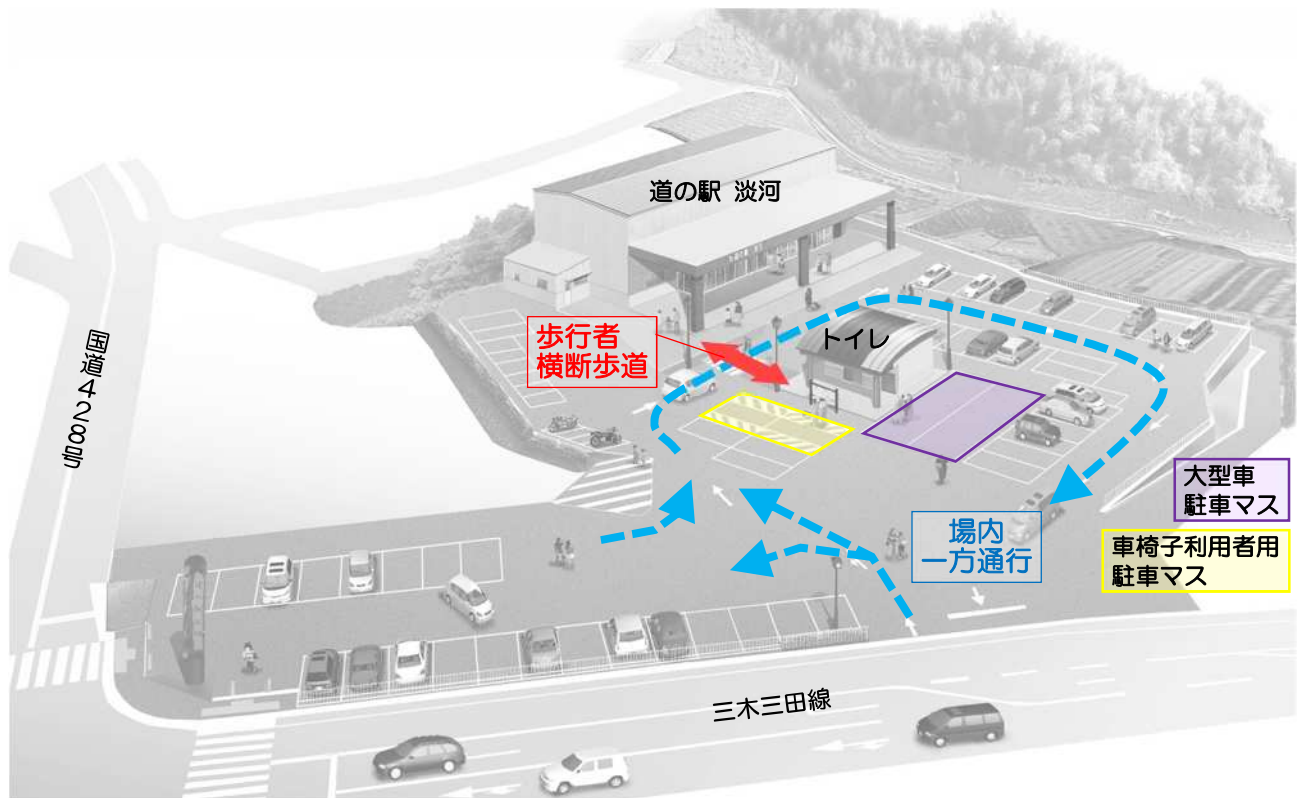 道の駅 淡河
歩行者
横断歩道
トイレ
国道428号
大型車
駐車マス
場内
一方通行
車椅子利用者用
駐車マス
三木三田線